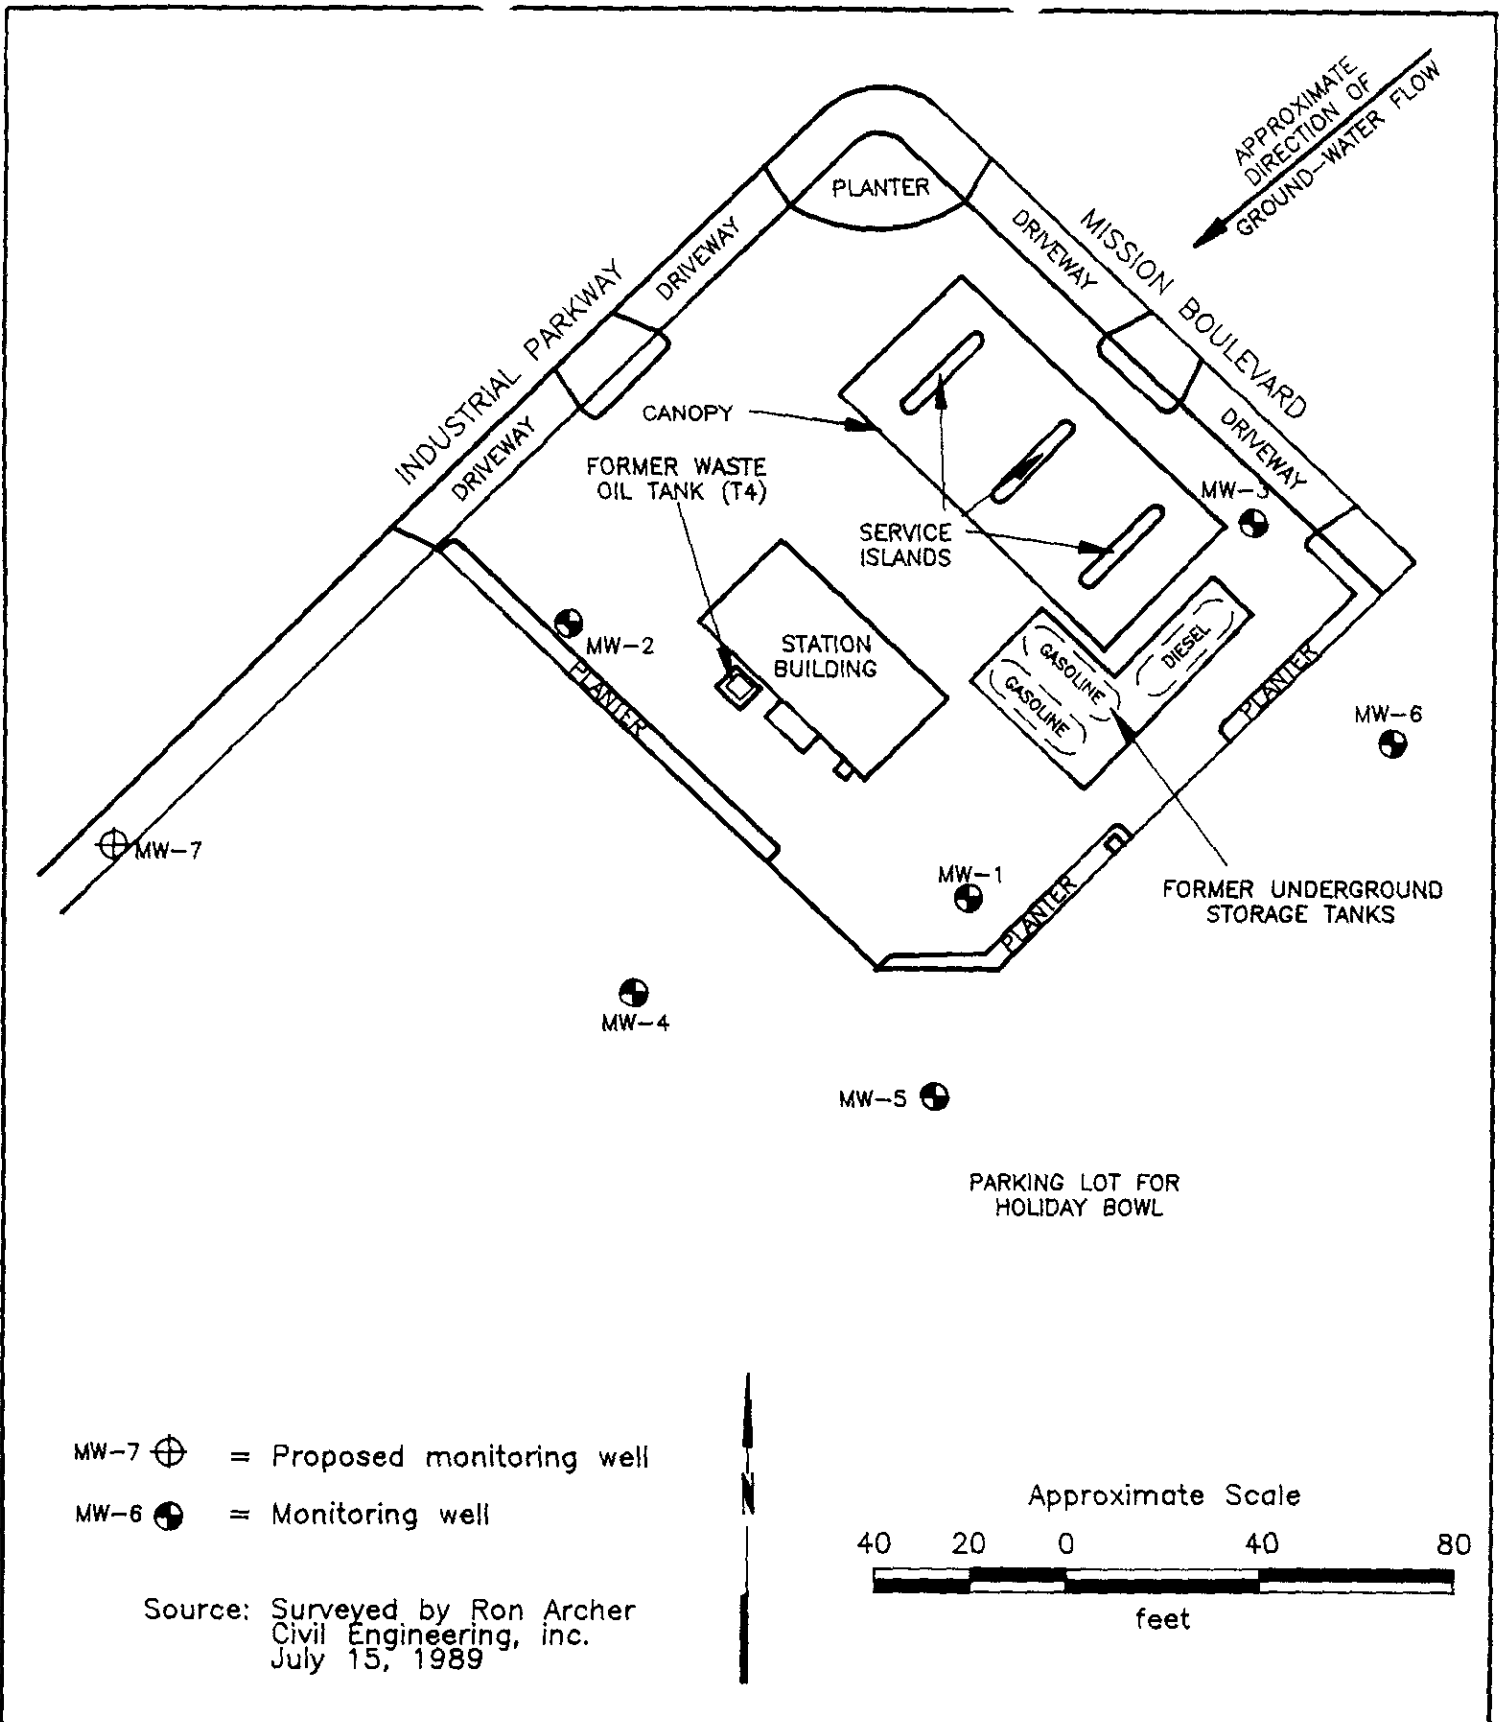 APPROXIMATE
DIRECTION OF
GROUND-WATER FLOW
PLANTER
DRIVEWAY
DRIVEWAY
MISSION BOULEVARD
INDUSTRIAL PARKWAY
CANOPY
DRIVEWAY
DRIVEWAY
FORMER WASTE
OIL TANK (T4)
MW-3
SERVICE
ISLANDS
MW-2
STATION
BUILDING
GASOLINE
GASOLINE
DIESEL
PLANTER
PLANTER
MW-6
MW-7
MW-1
PLANTER
FORMER UNDERGROUND
STORAGE TANKS
MW-4
MW-5
PARKING LOT FOR
HOLIDAY BOWL
MW-7 = Proposed monitoring well
MW-6 = Monitoring well
N
Source: Surveyed by Ron Archer
Civil Engineering, inc.
July 15, 1989
Approximate Scale
40 20 0 40 80
feet